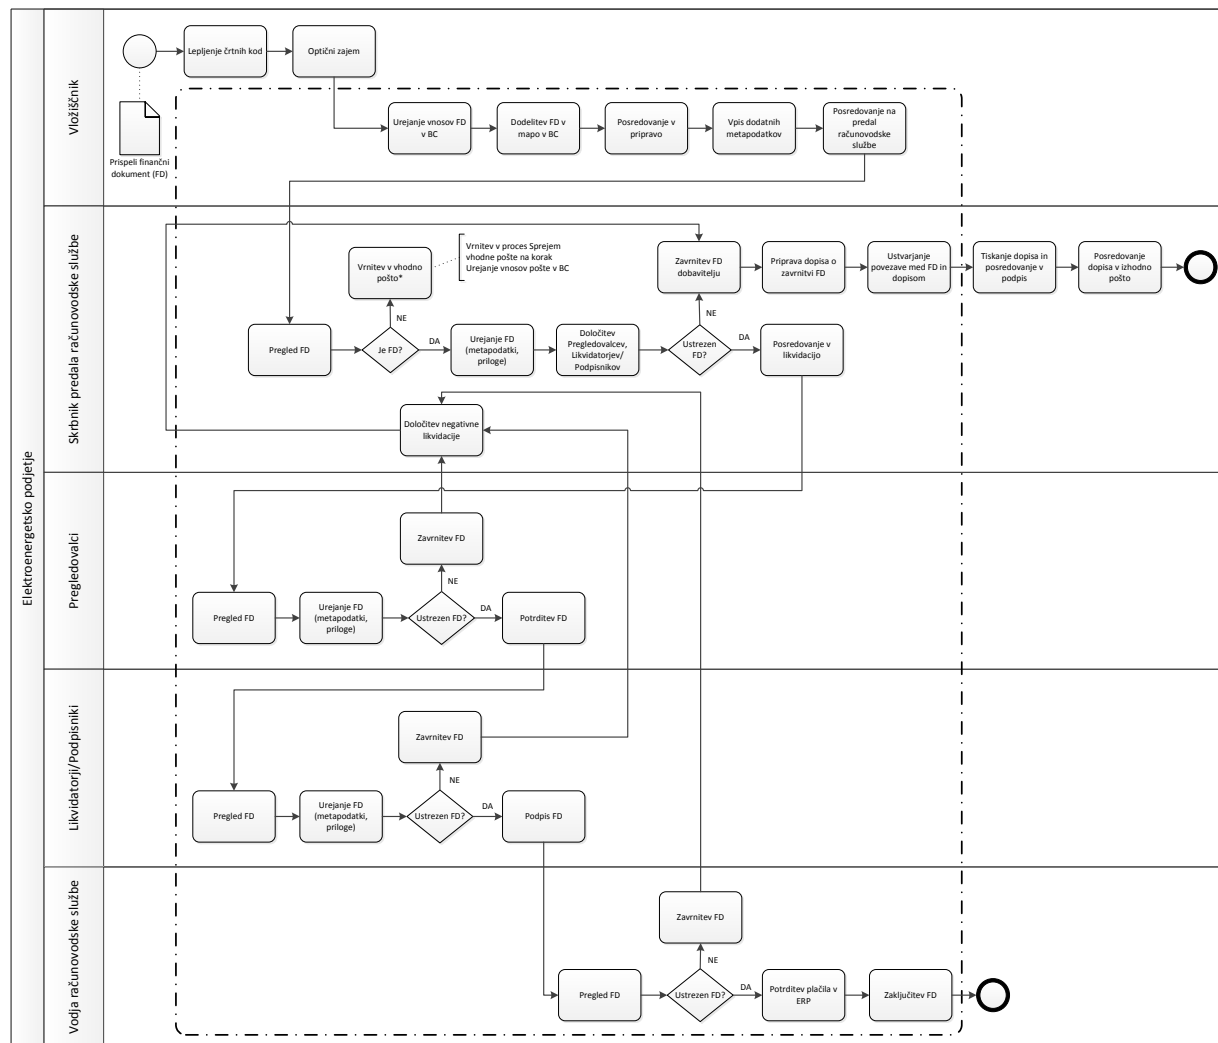 Elektroenergetsko podjetje
Vložiščnik
Lepljenje črtnih kod
Optični zajem
Prispeli finančni
dokument (FD)
Urejanje vnosov FD
v BC
Dodelitev FD v
mapo v BC
Posredovanje v
pripravo
Vpis dodatnih
metapodatkov
Posredovanje na
predal
računovodske
službe
Skrbnik predala računovodske službe
Vrnitev v vhodno
pošto*
Vrnitev v proces Sprejem
vhodne pošte na korak
Urejanje vnosov pošte v BC
Zavrnitev FD
dobavitelju
Priprava dopisa o
zavrnitvi FD
Ustvarjanje
povezave med FD in
dopisom
Tiskanje dopisa in
posredovanje v
podpis
Posredovanje
dopisa v izhodno
pošto
NE
NE
Pregled FD
Je FD?
DA
Urejanje FD
(metapodatki,
priloge)
Določitev
Pregledovalcev,
Likvidatorjev/
Podpisnikov
Ustrezen
FD?
DA
Posredovanje v
likvidacijo
Določitev negativne
likvidacije
Pregledovalci
Zavrnitev FD
NE
Pregled FD
Urejanje FD
(metapodatki,
priloge)
Ustrezen FD?
DA
Potrditev FD
Likvidatorji/Podpisniki
Zavrnitev FD
NE
Pregled FD
Urejanje FD
(metapodatki,
priloge)
Ustrezen FD?
DA
Podpis FD
Vodja računovodske službe
Zavrnitev FD
NE
Pregled FD
Ustrezen FD?
DA
Potrditev plačila v
ERP
Zaključitev FD